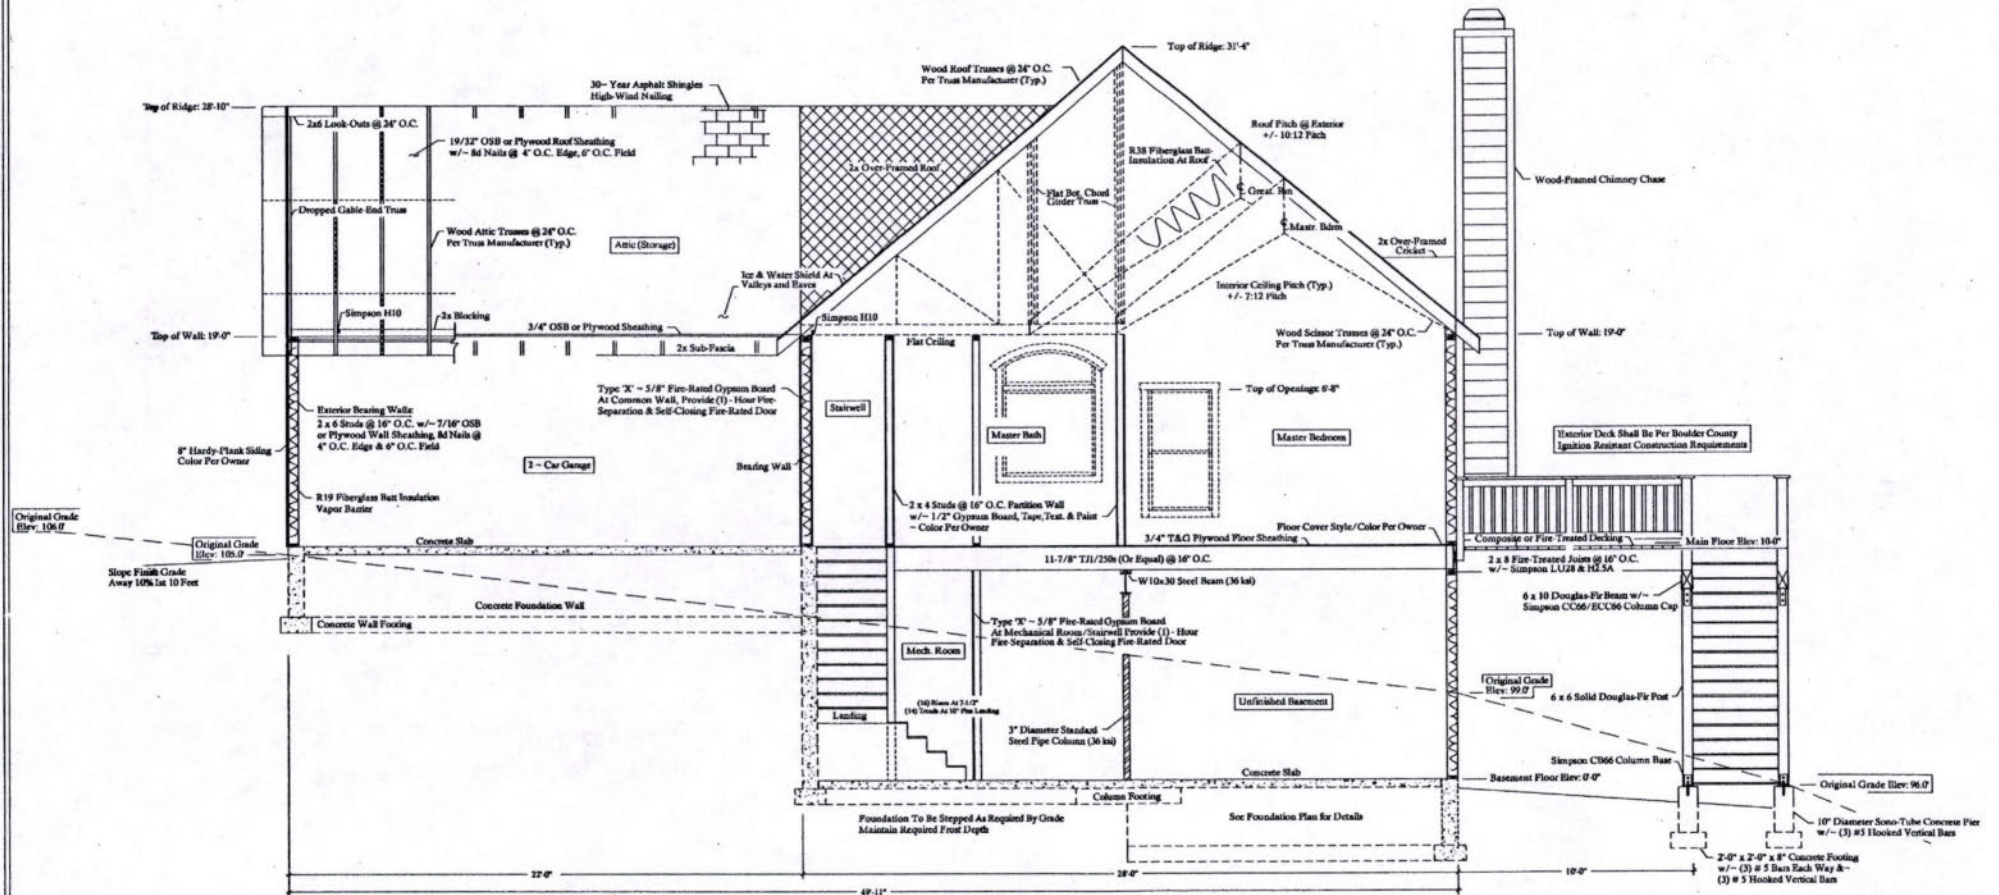 Top of Ridge: 31'-4"
Wood Roof Trusses @ 24" O.C.
Per Truss Manufacturer (Typ.)
30~ Year Asphalt Shingles
High-Wind Nailing
Top of Ridge: 28'-10"
2x6 Look-Outs @ 24" O.C.
19/32" OSB or Plywood Roof Sheathing
w/~ 8d Nails @ 4" O.C. Edge, 6" O.C. Field
2x Over-Framed Roof
R38 Fiberglass Batt
Insulation At Roof
Roof Pitch @ Exterior
+/- 10:12 Pitch
Wood-Framed Chimney Chase
Dropped Gable-End Truss
Flat Bot. Chord
Girder Truss
Great Rm
Mastr. Bdrm
Wood Attic Trusses @ 24" O.C.
Per Truss Manufacturer (Typ.)
Attic (Storage)
2x Over-Framed
Cricket
Ice & Water Shield At
Valleys and Eaves
Interior Ceiling Pitch (Typ.)
+/- 7:12 Pitch
Simpson H10
2x Blocking
Simpson H10
3/4" OSB or Plywood Sheathing
Top of Wall: 19'-0"
2x Sub-Fascia
Flat Ceiling
Wood Scissor Trusses @ 24" O.C.
Per Truss Manufacturer (Typ.)
Top of Wall: 19'-0"
Type 'X' ~ 5/8" Fire-Rated Gypsum Board
At Common Wall, Provide (1) - Hour Fire-
Separation & Self-Closing Fire-Rated Door
Top of Openings: 6'-8"
Exterior Bearing Walls:
2 x 6 Studs @ 16" O.C. w/~ 7/16" OSB
or Plywood Wall Sheathing, 8d Nails @
4" O.C. Edge & 6" O.C. Field
Stairwell
Master Bath
Master Bedroom
Exterior Deck Shall Be Per Boulder County
Ignition Resistant Construction Requirements
8" Hardy-Plank Siding
Color Per Owner
2 ~ Car Garage
Bearing Wall
R19 Fiberglass Batt Insulation
Vapor Barrier
2 x 4 Studs @ 16" O.C. Partition Wall
w/~ 1/2" Gypsum Board, Tape, Text. & Paint
~ Color Per Owner
Original Grade
Elev: 106.0'
Floor Cover Style/Color Per Owner
3/4" T&G Plywood Floor Sheathing
Composite or Fire-Treated Decking
Main Floor Elev: 10'-0"
Original Grade
Elev: 105.0'
Concrete Slab
11-7/8" TJI/250s (Or Equal) @ 16" O.C.
2 x 8 Fire-Treated Joists @ 16" O.C.
w/~ Simpson LU28 & H2.5A
Slope Finish Grade
Away 10% 1st 10 Feet
W10x30 Steel Beam (36 ksi)
6 x 10 Douglas-Fir Beam w/~
Simpson CC66/ECC66 Column Cap
Concrete Foundation Wall
Concrete Wall Footing
Type 'X' ~ 5/8" Fire-Rated Gypsum Board
At Mechanical Room/Stairwell Provide (1) - Hour
Fire-Separation & Self-Closing Fire-Rated Door
Mech. Room
Original Grade
Elev: 99.0'
6 x 6 Solid Douglas-Fir Post
Unfinished Basement
(16) Risers At 7-1/2"
(14) Treads At 10" Plus Landing
Landing
3" Diameter Standard
Steel Pipe Column (36 ksi)
Simpson CB66 Column Base
Concrete Slab
Basement Floor Elev: 0'-0"
Original Grade Elev: 96.0'
Column Footing
Foundation To Be Stepped As Required By Grade
Maintain Required Frost Depth
See Foundation Plan for Details
10" Diameter Sono-Tube Concrete Pier
w/~ (3) #5 Hooked Vertical Bars
2'-0" x 2'-0" x 8" Concrete Footing
w/~ (3) # 5 Bars Each Way &~
(3) # 5 Hooked Vertical Bars
28'-0"
10'-0"
49'-11"